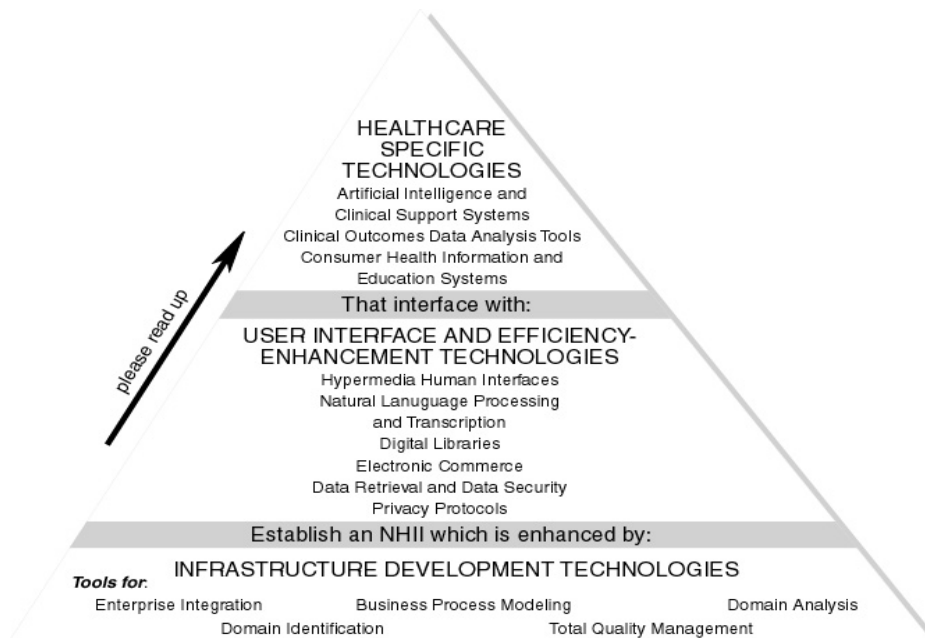 HEALTHCARE
SPECIFIC
TECHNOLOGIES
Artificial Intelligence and
Clinical Support Systems
Clinical Outcomes Data Analysis Tools
Consumer Health Information and
Education Systems
That interface with:
please read up
USER INTERFACE AND EFFICIENCY-
ENHANCEMENT TECHNOLOGIES
Hypermedia Human Interfaces
Natural Lanuguage Processing
and Transcription
Digital Libraries
Electronic Commerce
Data Retrieval and Data Security
Privacy Protocols
Establish an NHII which is enhanced by:
INFRASTRUCTURE DEVELOPMENT TECHNOLOGIES
Tools for:
Enterprise Integration Business Process Modeling Domain Analysis
Domain Identification Total Quality Management